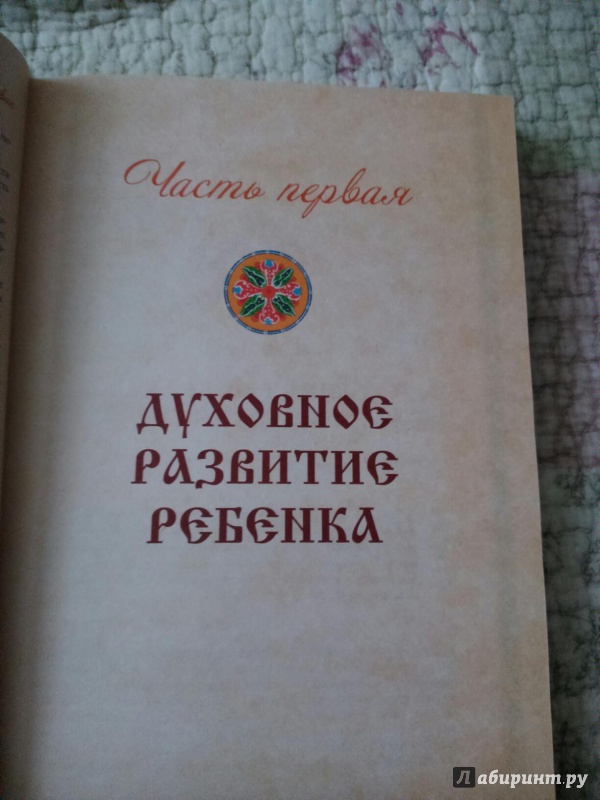 Часть первая
ДУХОВНОЕ
РАЗВИТИЕ
РЕБЕНКА
Лабиринт.ру